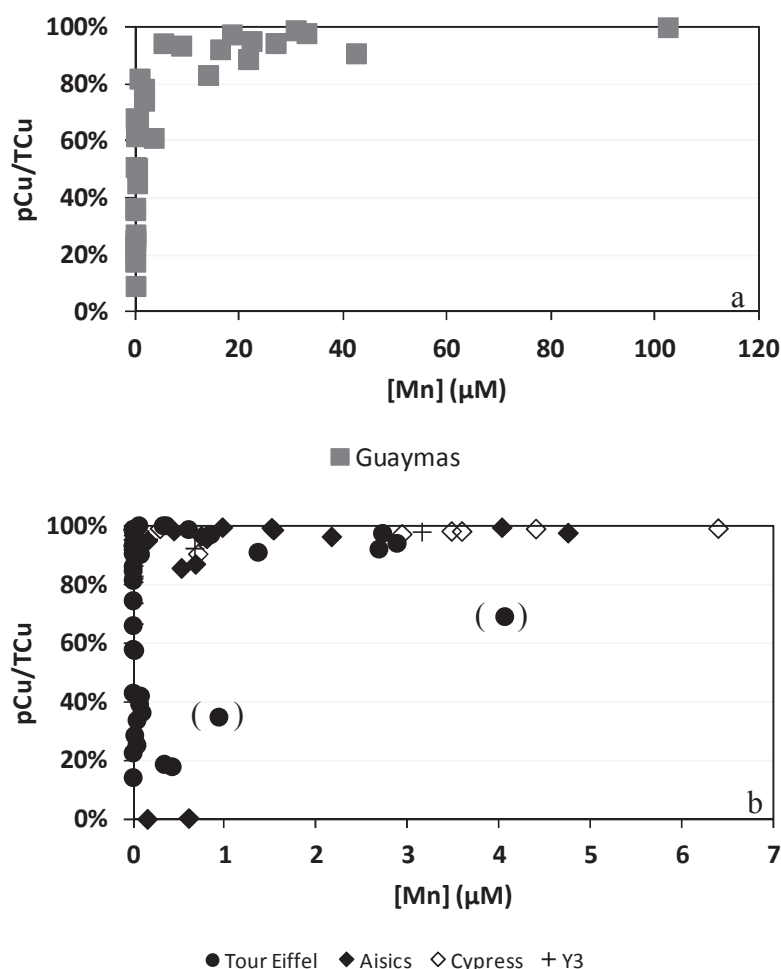 100%
80%
60%
40%
20%
0%
pCu/TCu
a
0 20 40 60 80 100 120
[Mn] (µM)
Guaymas
100%
80%
60%
40%
20%
0%
pCu/TCu
( )
( )
b
0 1 2 3 4 5 6 7
[Mn] (µM)
Tour Eiffel Aisics Cypress Y3